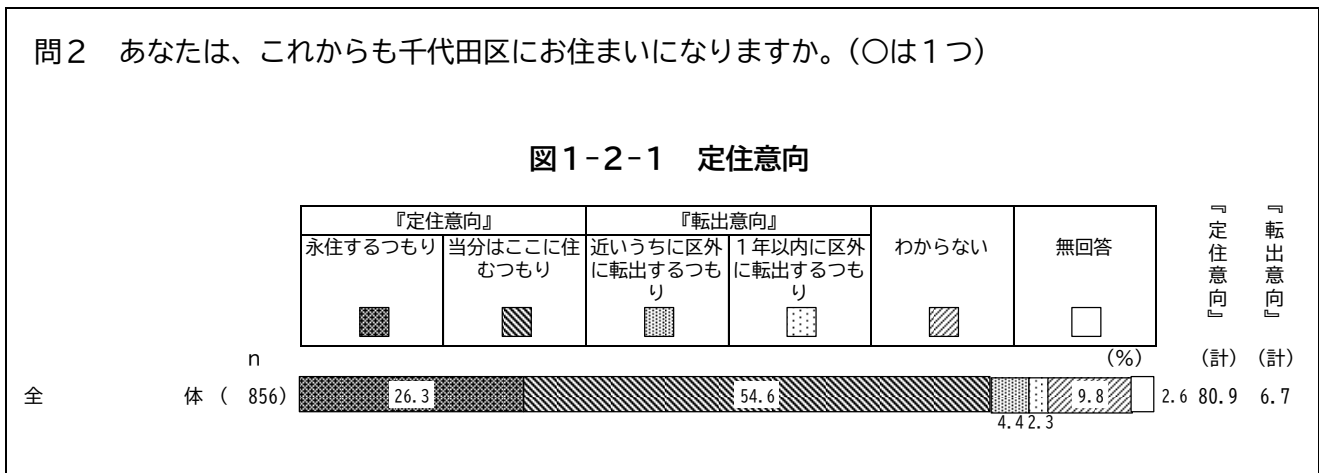 問2　あなたは、これからも千代田区にお住まいになりますか。(○は1つ)
図1-2-1　定住意向
『定住意向』
『転出意向』
永住するつもり
当分はここに住
むつもり
近いうちに区外
に転出するつも
り
1年以内に区外
に転出するつも
り
わからない
無回答
『定住意向』
『転出意向』
n
(%)
(計)
(計)
全体 ( 856)
26.3
54.6
4.4
2.3
9.8
2.6
80.9
6.7